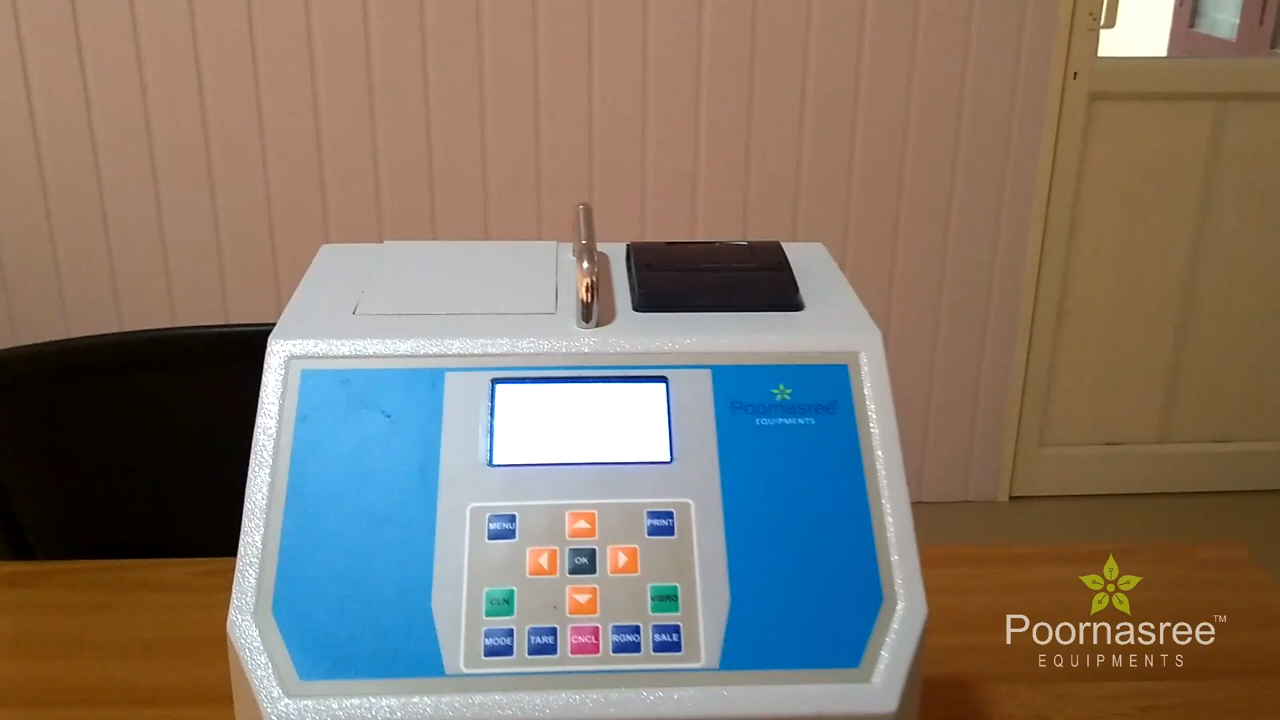 Poornasree
EQUIPMENTS
MENU
PRINT
OK
CLN
VIBRO
MODE
TARE
CNCL
RGNO
SALE
Poornasree™
EQUIPMENTS